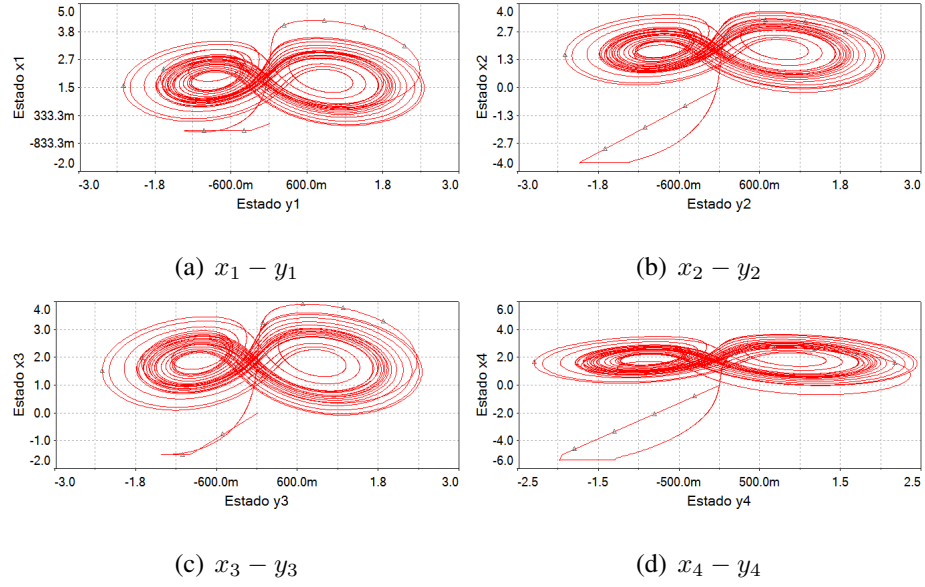 5.0
3.8
2.7
1.5
333.3m
-833.3m
-2.0
Estado x1
-3.0 -1.8 -600.0m 600.0m 1.8 3.0
Estado y1
(a) x₁ − y₁
4.0
2.7
1.3
0.0
-1.3
-2.7
-4.0
Estado x2
-3.0 -1.8 -600.0m 600.0m 1.8 3.0
Estado y2
(b) x₂ − y₂
4.0
3.0
1.6
0.0
-1.0
-2.0
Estado x3
-3.0 -1.8 -600.0m 600.0m 1.8 3.0
Estado y3
(c) x₃ − y₃
6.0
4.0
2.0
0.0
-2.0
-4.0
-6.0
Estado x4
-2.5 -1.5 -500.0m 500.0m 1.5 2.5
Estado y4
(d) x₄ − y₄